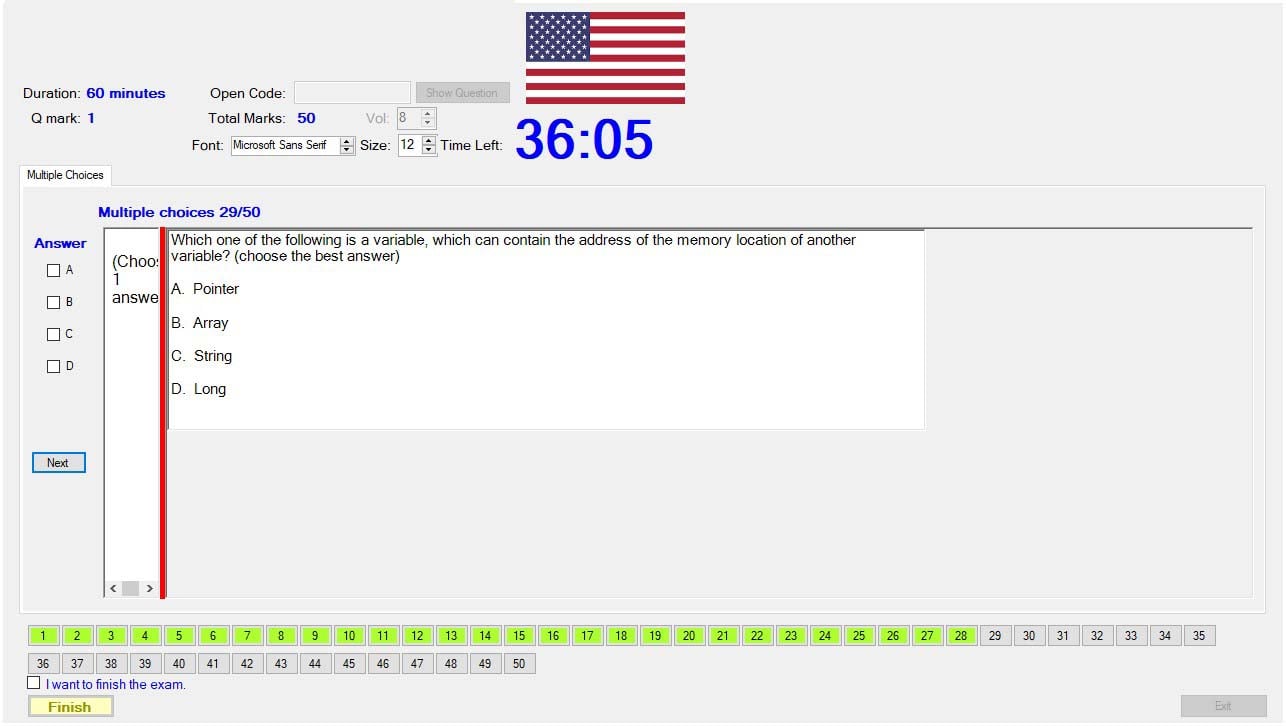 Duration: 60 minutes
Open Code:
Show Question
Q mark: 1
Total Marks: 50
Vol: 8
Font: Microsoft Sans Serif
Size: 12
Time Left: 36:05
Multiple Choices
Multiple choices 29/50
Answer
A
B
C
D
(Choos
1
answe
Which one of the following is a variable, which can contain the address of the memory location of another
variable? (choose the best answer)
A. Pointer
B. Array
C. String
D. Long
Next
1 2 3 4 5 6 7 8 9 10 11 12 13 14 15 16 17 18 19 20 21 22 23 24 25 26 27 28 29 30 31 32 33 34 35
36 37 38 39 40 41 42 43 44 45 46 47 48 49 50
I want to finish the exam.
Finish
Exit